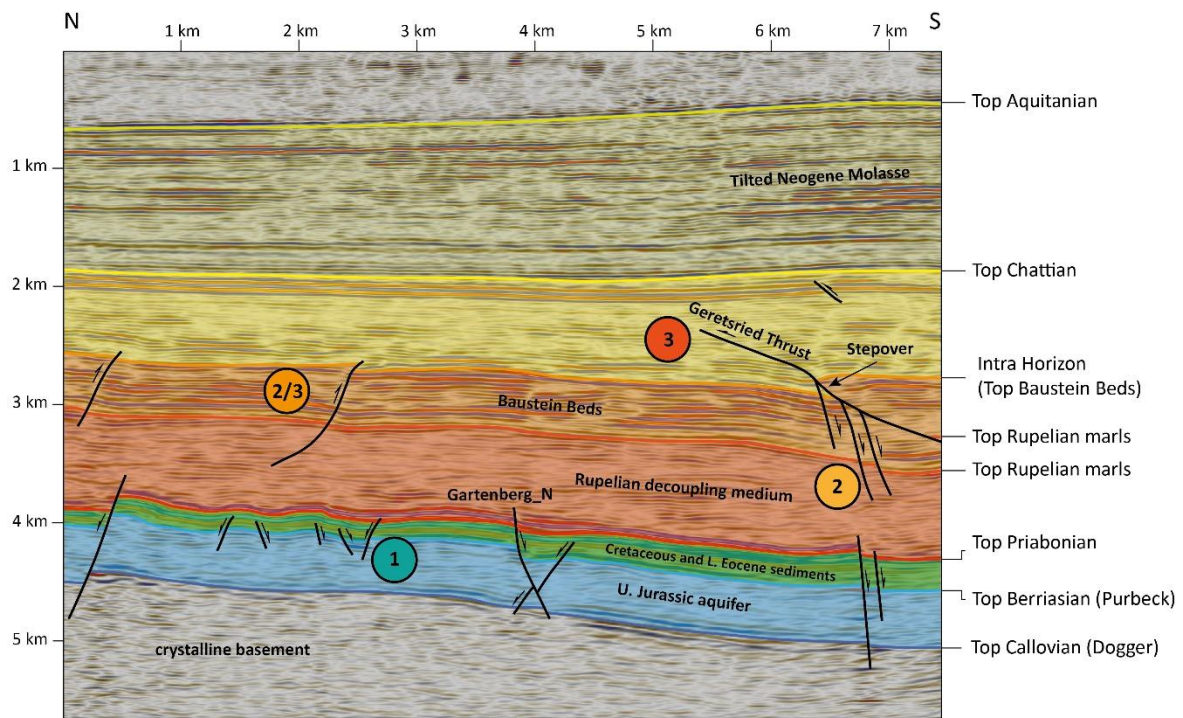 N
S
1 km
2 km
3 km
4 km
5 km
6 km
7 km
Top Aquitanian
1 km
Tilted Neogene Molasse
Top Chattian
2 km
Geretsried Thrust
3
Stepover
Intra Horizon
(Top Baustein Beds)
2/3
3 km
Baustein Beds
Top Rupelian marls
Top Rupelian marls
Rupelian decoupling medium
2
Gartenberg_N
4 km
Top Priabonian
1
Cretaceous and L. Eocene sediments
U. Jurassic aquifer
Top Berriasian (Purbeck)
5 km
crystalline basement
Top Callovian (Dogger)